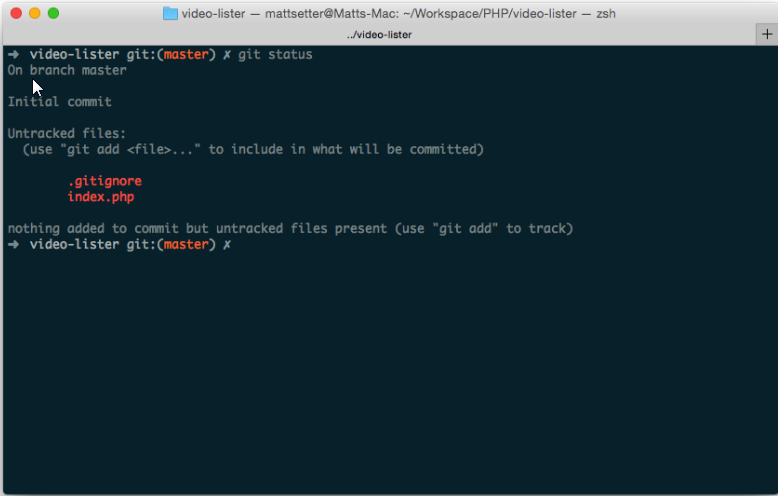 video-lister — mattsetter@Matts-Mac: ~/Workspace/PHP/video-lister — zsh
../video-lister
+
➜ video-lister git:(master) ✗ git status
On branch master
Initial commit
Untracked files:
(use "git add <file>..." to include in what will be committed)
.gitignore
index.php
nothing added to commit but untracked files present (use "git add" to track)
➜ video-lister git:(master) ✗